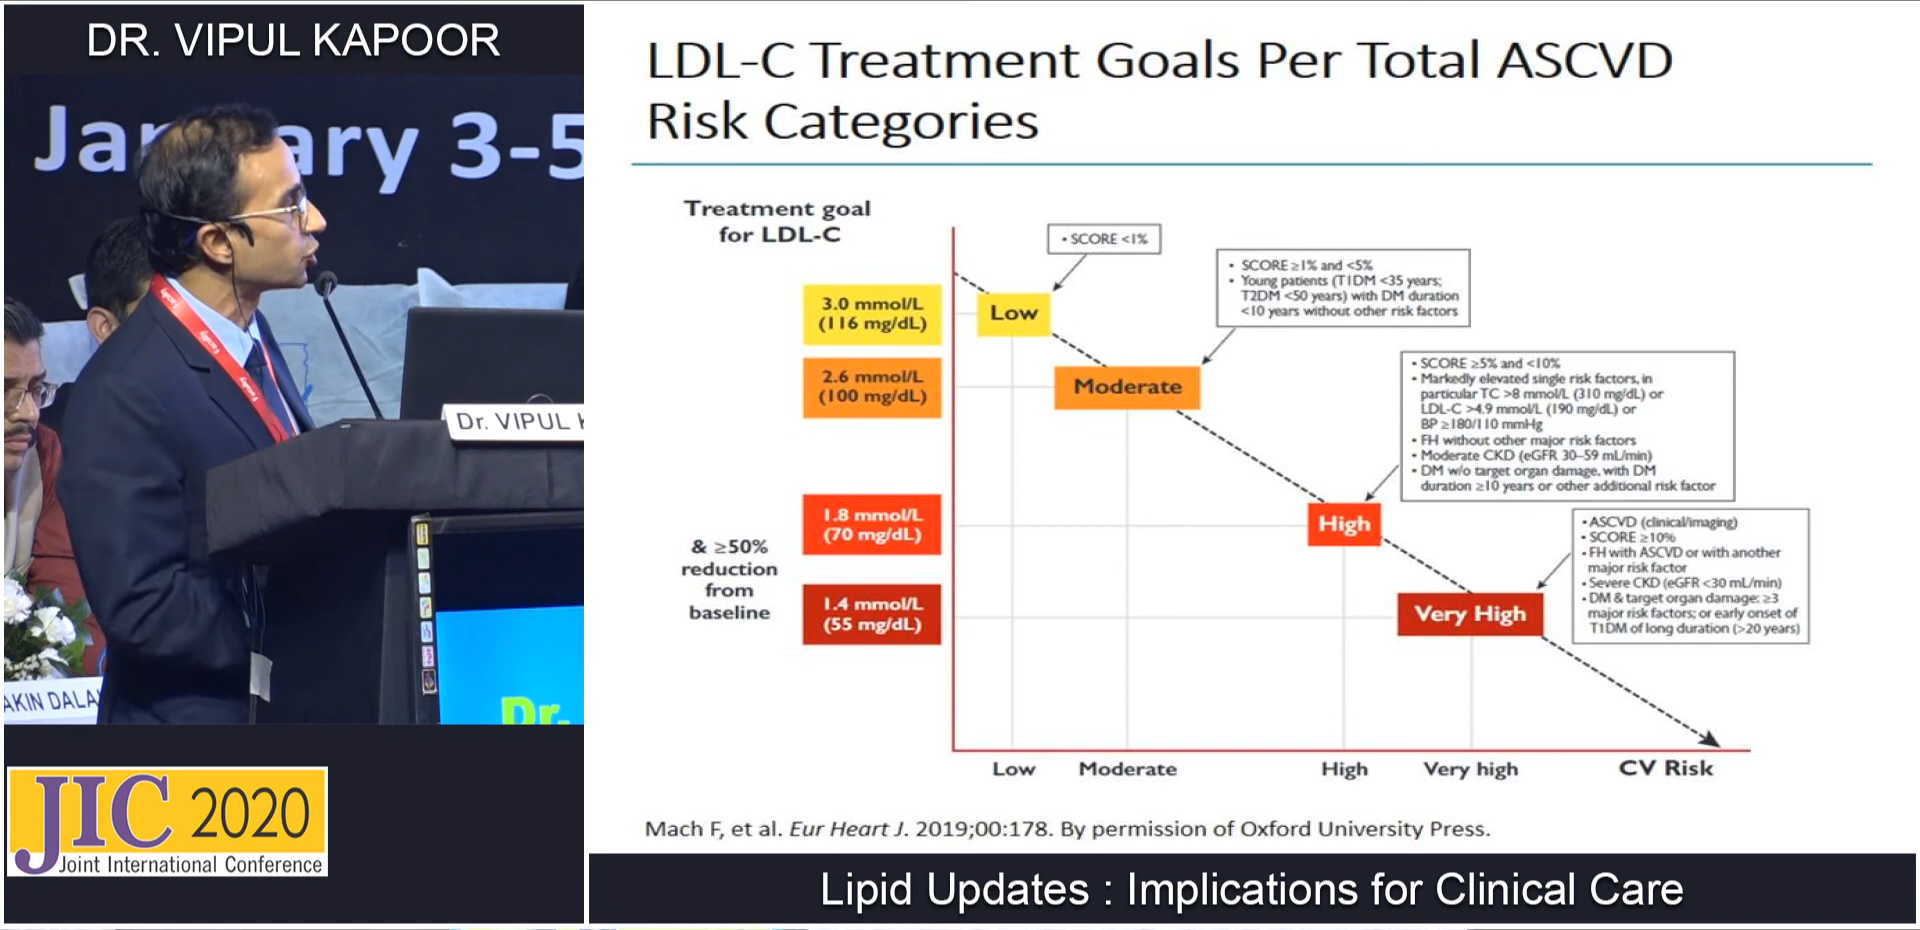 DR. VIPUL KAPOOR
January 3-5
Faculty
Faculty
Faculty
Dr. VIPUL K
AKIN DALA
Dr.
JIC 2020
Joint International Conference
LDL-C Treatment Goals Per Total ASCVD
Risk Categories
Treatment goal
for LDL-C
3.0 mmol/L
(116 mg/dL)
2.6 mmol/L
(100 mg/dL)
1.8 mmol/L
(70 mg/dL)
& ≥50%
reduction
from
baseline
1.4 mmol/L
(55 mg/dL)
• SCORE <1%
Low
• SCORE ≥1% and <5%
• Young patients (T1DM <35 years;
T2DM <50 years) with DM duration
<10 years without other risk factors
Moderate
• SCORE ≥5% and <10%
• Markedly elevated single risk factors, in
particular TC >8 mmol/L (310 mg/dL) or
LDL-C >4.9 mmol/L (190 mg/dL) or
BP ≥180/110 mmHg
• FH without other major risk factors
• Moderate CKD (eGFR 30–59 mL/min)
• DM w/o target organ damage, with DM
duration ≥10 years or other additional risk factor
High
• ASCVD (clinical/imaging)
• SCORE ≥10%
• FH with ASCVD or with another
major risk factor
• Severe CKD (eGFR <30 mL/min)
• DM & target organ damage: ≥3
major risk factors; or early onset of
T1DM of long duration (>20 years)
Very High
Low Moderate High Very high CV Risk
Mach F, et al. Eur Heart J. 2019;00:178. By permission of Oxford University Press.
Lipid Updates : Implications for Clinical Care